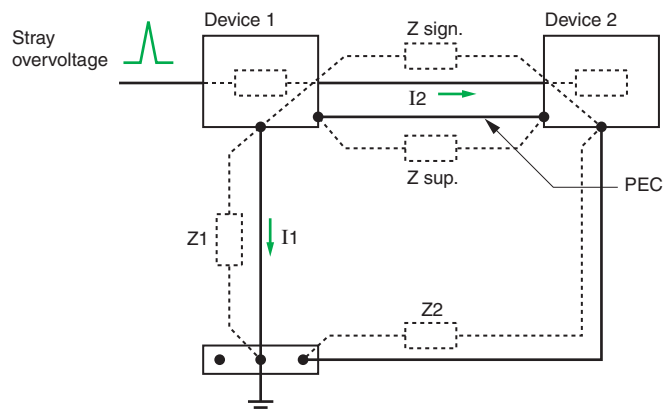 Device 1
Device 2
Stray
overvoltage
Z sign.
I2
Z sup.
PEC
Z1
I1
Z2